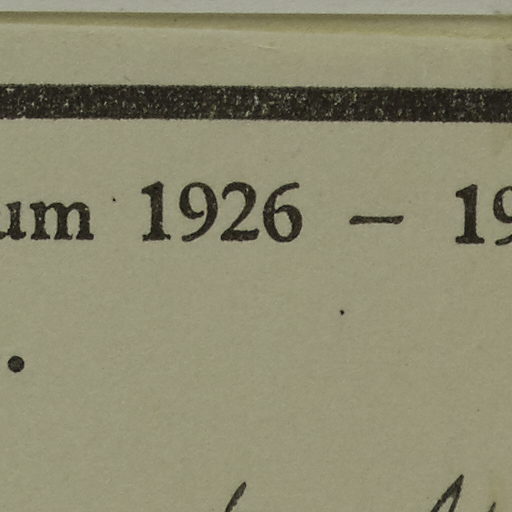 um 1926 – 19
.